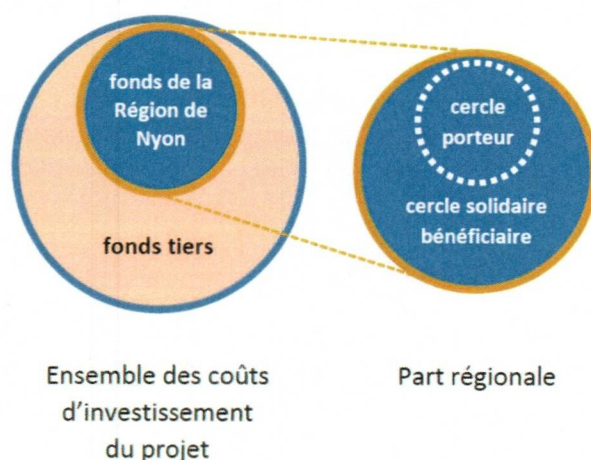 fonds de la
Région de
Nyon
fonds tiers
cercle
porteur
cercle solidaire
bénéficiaire
Ensemble des coûts
d'investissement
du projet
Part régionale